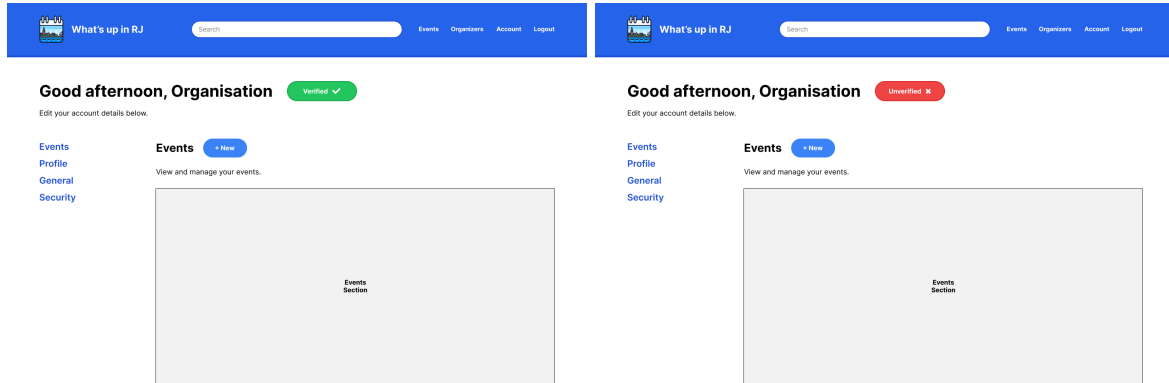 What's up in RJ
Search
Events Organizers Account Logout
Good afternoon, Organisation
Verified
Edit your account details below.
Events
Profile
General
Security
Events
+ New
View and manage your events.
Events
Section
What's up in RJ
Search
Events Organizers Account Logout
Good afternoon, Organisation
Unverified
Edit your account details below.
Events
Profile
General
Security
Events
+ New
View and manage your events.
Events
Section